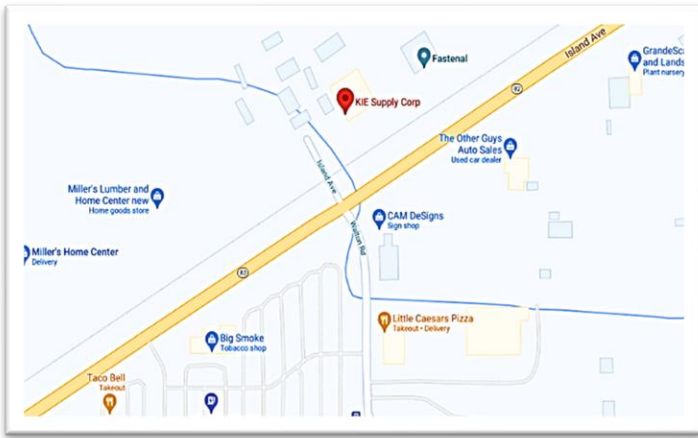 Island Ave
GrandeSc
and Lands
Plant nursery
Fastenal
82
KIE Supply Corp
The Other Guys
Auto Sales
Used car dealer
Island Ave
Miller's Lumber and
Home Center new
Home goods store
CAM DeSigns
Sign shop
Walton Rd
Miller's Home Center
Delivery
82
Little Caesars Pizza
Takeout • Delivery
Big Smoke
Tobacco shop
Taco Bell
Takeout